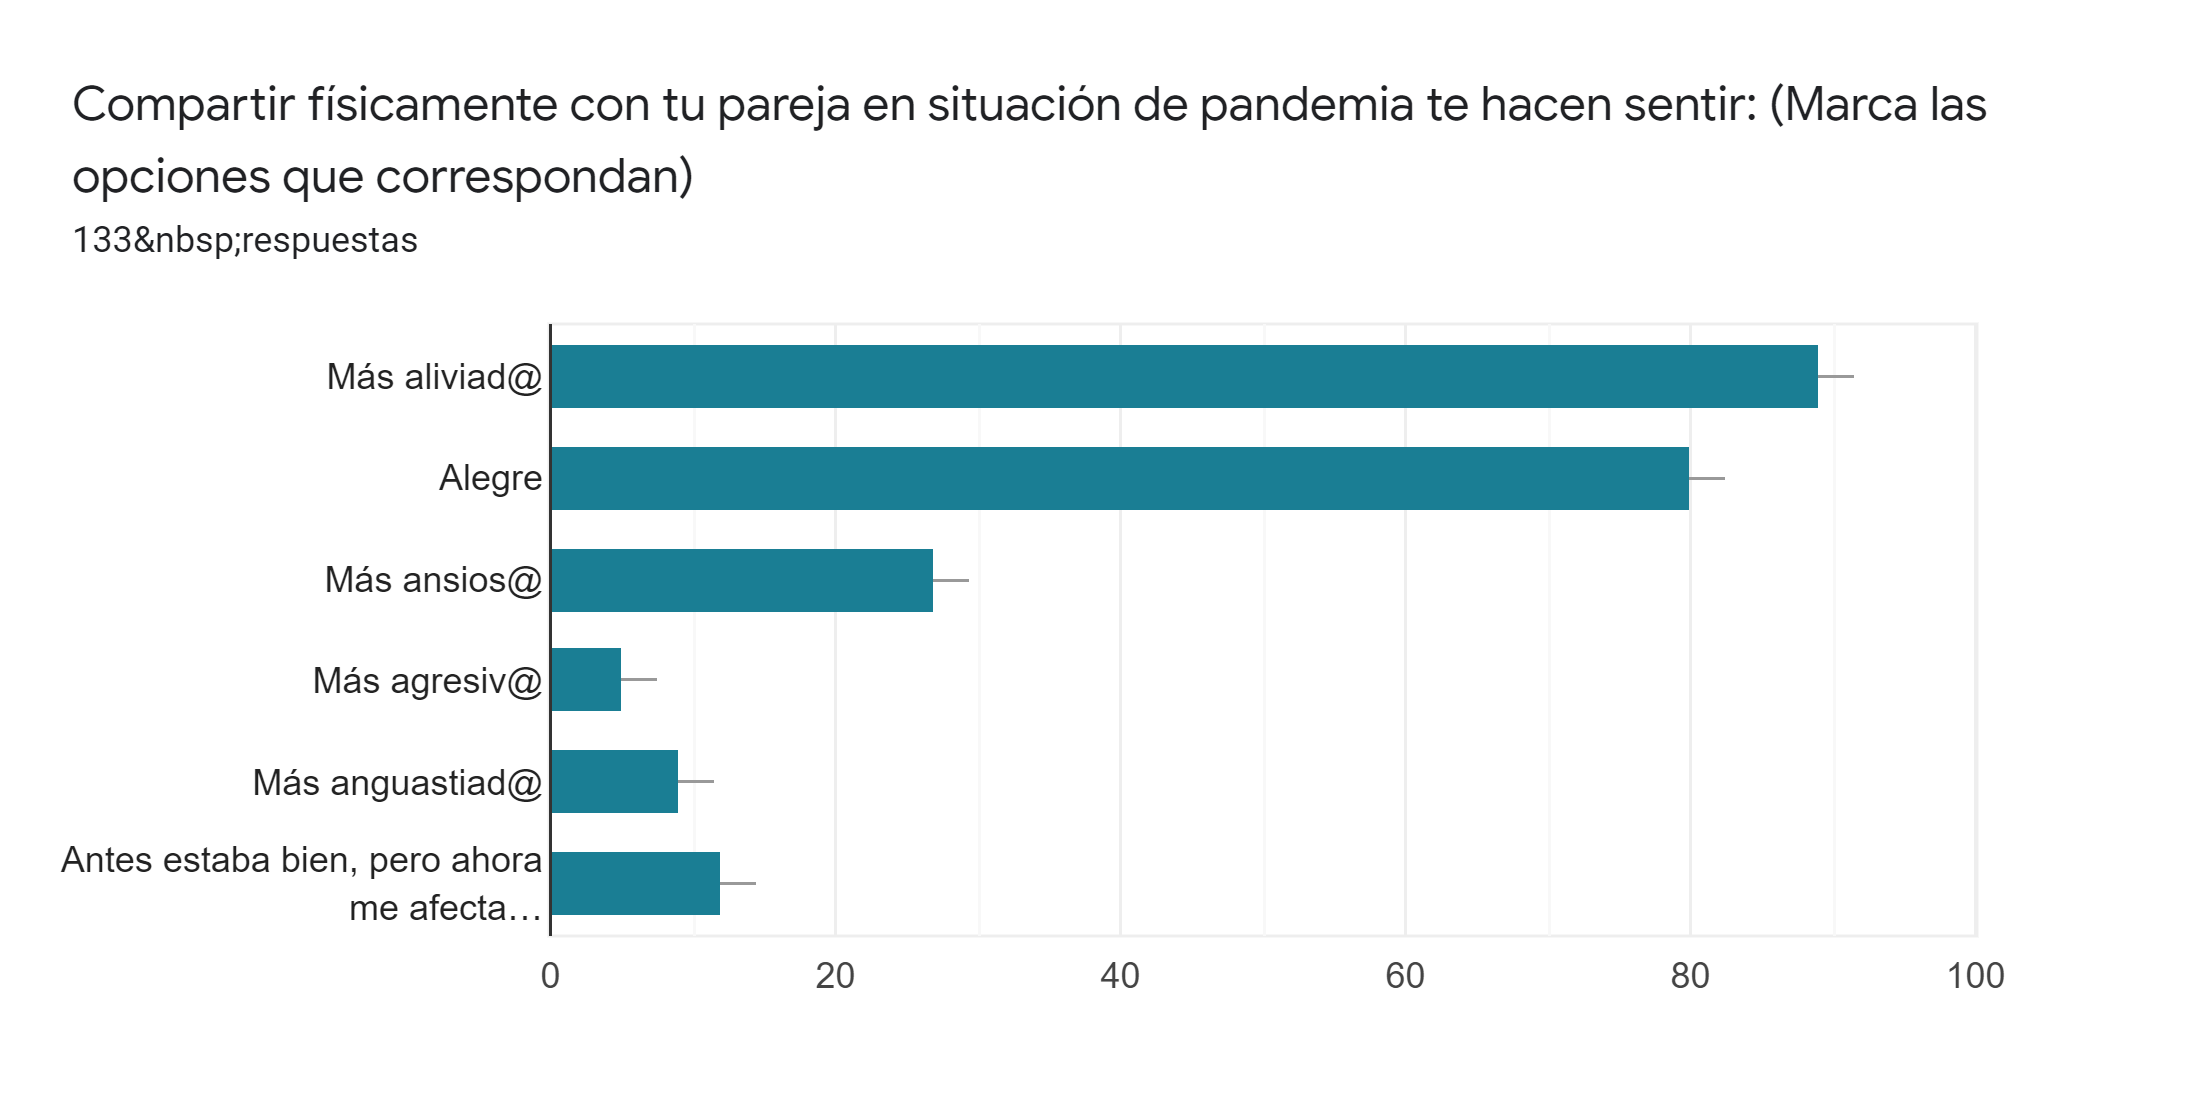 Compartir físicamente con tu pareja en situación de pandemia te hacen sentir: (Marca las
opciones que correspondan)
133&nbsp;respuestas
Más aliviad@
Alegre
Más ansios@
Más agresiv@
Más anguastiad@
Antes estaba bien, pero ahora
me afecta…
0 20 40 60 80 100